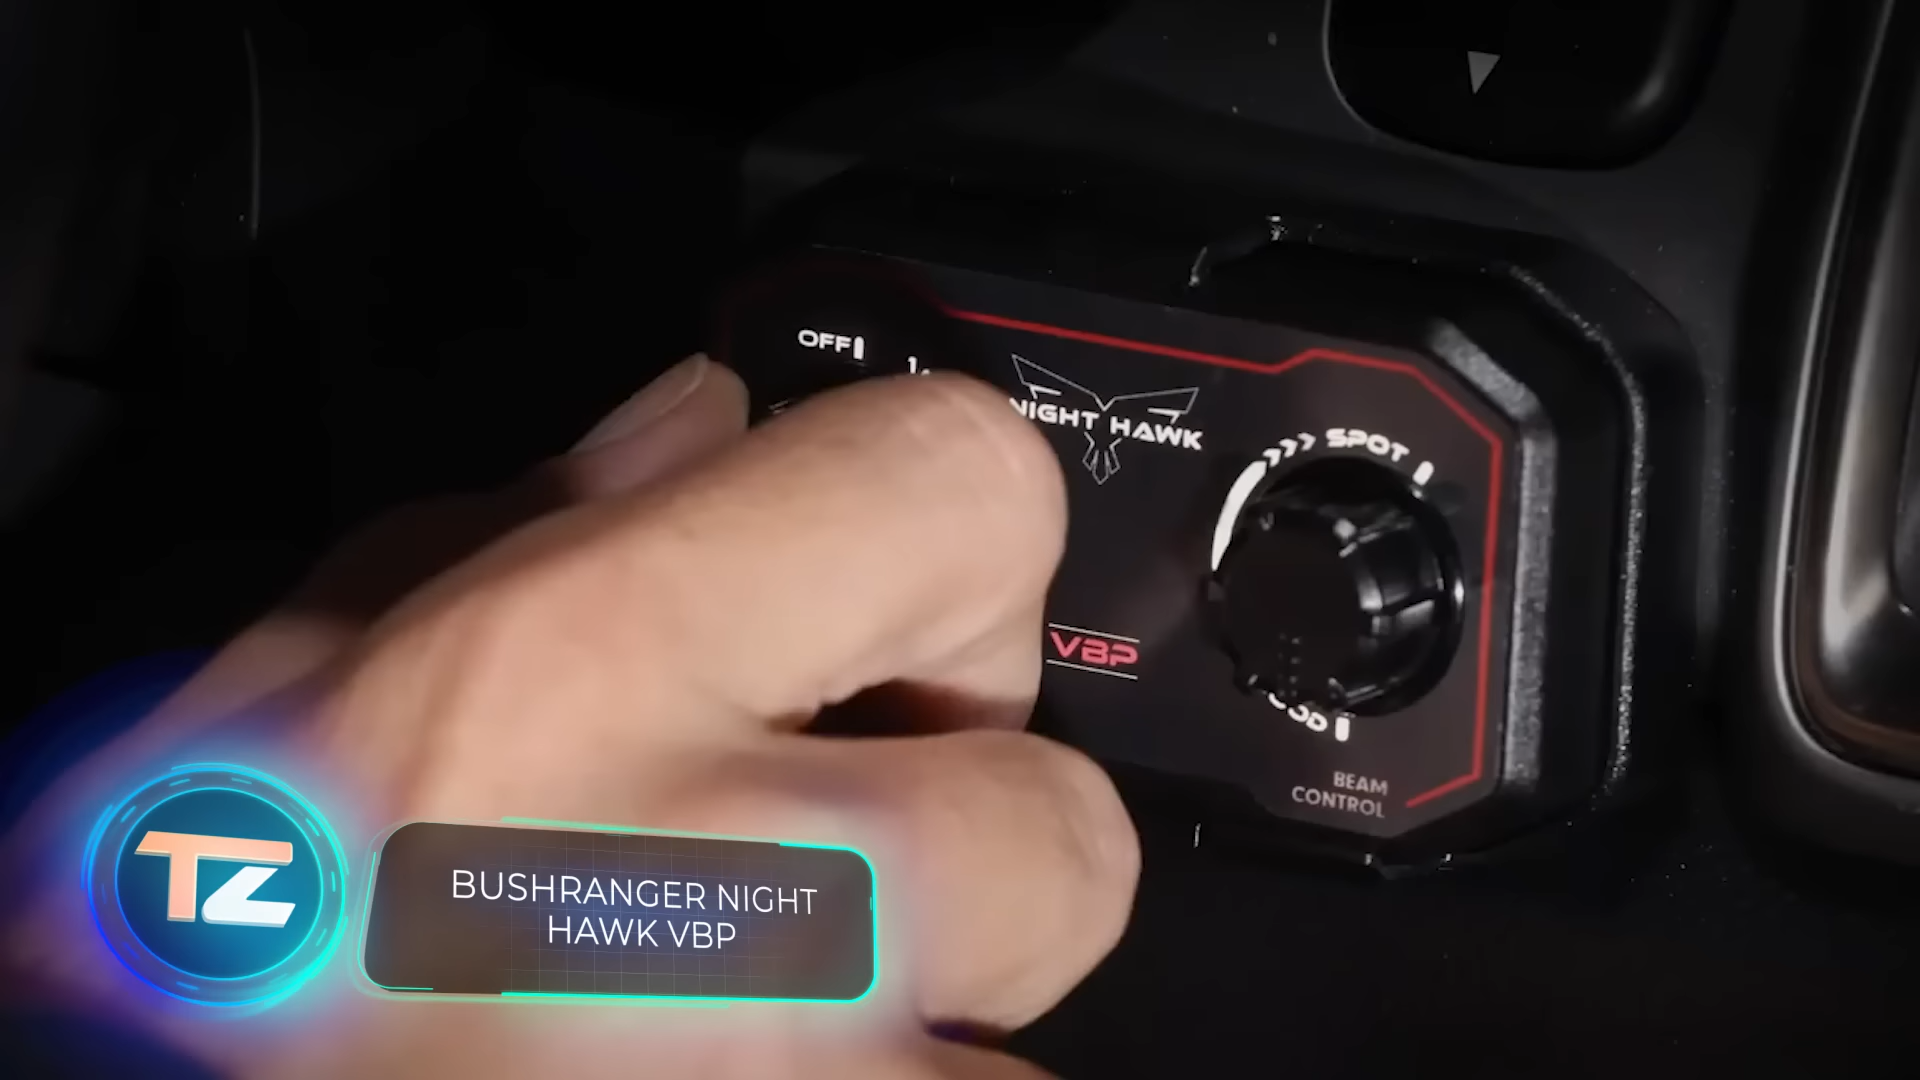 OFF
NIGHT HAWK
SPOT
VBP
BEAM
CONTROL
TZ
BUSHRANGER NIGHT
HAWK VBP